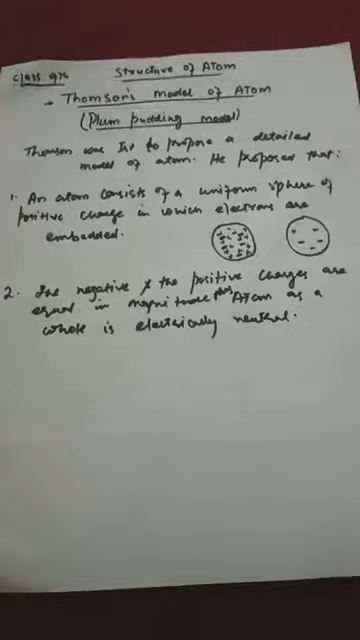 Class 9th
Structure of Atom
→ Thomson's model of Atom
(Plum pudding model)
Thomson was 1st to propose a detailed
model of atom. He proposed that:
1. An atom consists of a uniform sphere of
positive charge in which electrons are
embedded.
2. The negative & the positive charges are
equal in magnitude thus Atom as a
whole is electrically neutral.